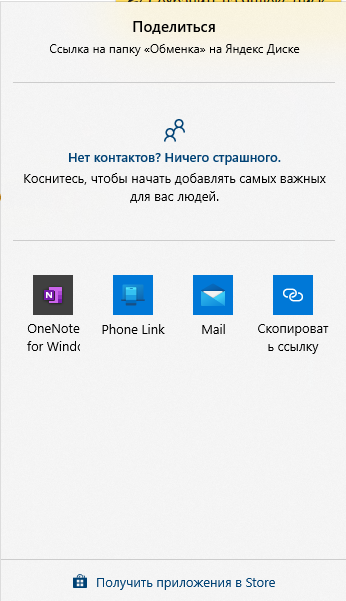 Поделиться
Ссылка на папку «Обменка» на Яндекс Диске
Нет контактов? Ничего страшного.
Коснитесь, чтобы начать добавлять самых важных
для вас людей.
OneNote
for Windo
Phone Link
Mail
Скопироват
ь ссылку
Получить приложения в Store